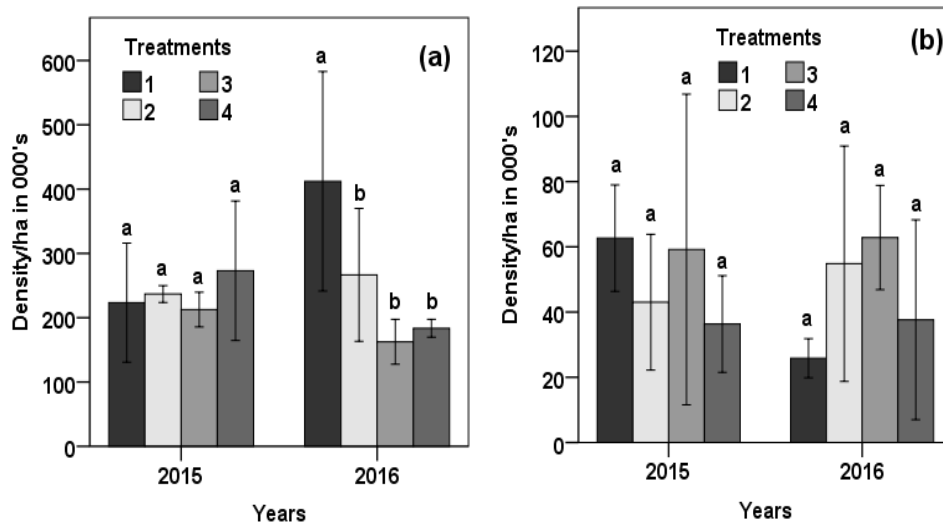 Treatments
1 3
2 4
(a)
600
500
400
300
200
100
0
Density/ha in 000's
a
a
a
a
a
b
b
b
2015 2016
Years
Treatments
1 3
2 4
(b)
120
100
80
60
40
20
0
Density/ha in 000's
a
a
a
a
a
a
a
a
2015 2016
Years